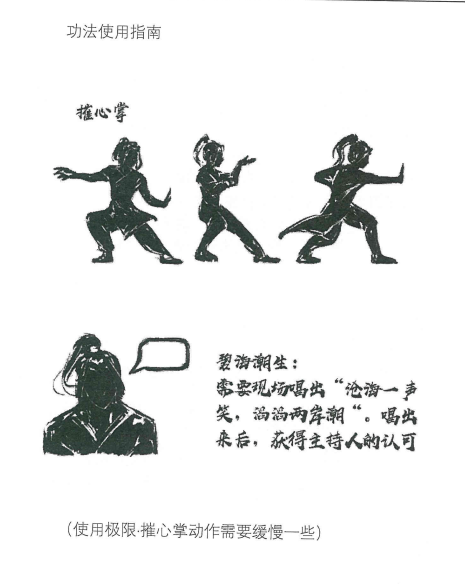 功法使用指南
摧心掌
碧海潮生：
需要现场唱出“沧海一声
笑，滔滔两岸潮“。唱出
来后，获得主持人的认可
（使用极限·摧心掌动作需要缓慢一些）